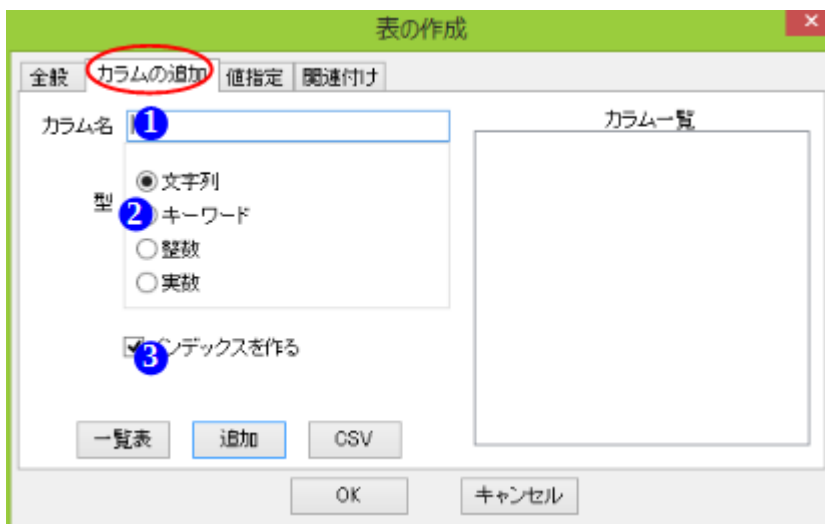 表の作成
×
全般 カラムの追加 値指定 関連付け
カラム名 1 カラム一覧
文字列
型 2 キーワード
整数
実数
3 ンデックスを作る
一覧表 追加 CSV
OK キャンセル